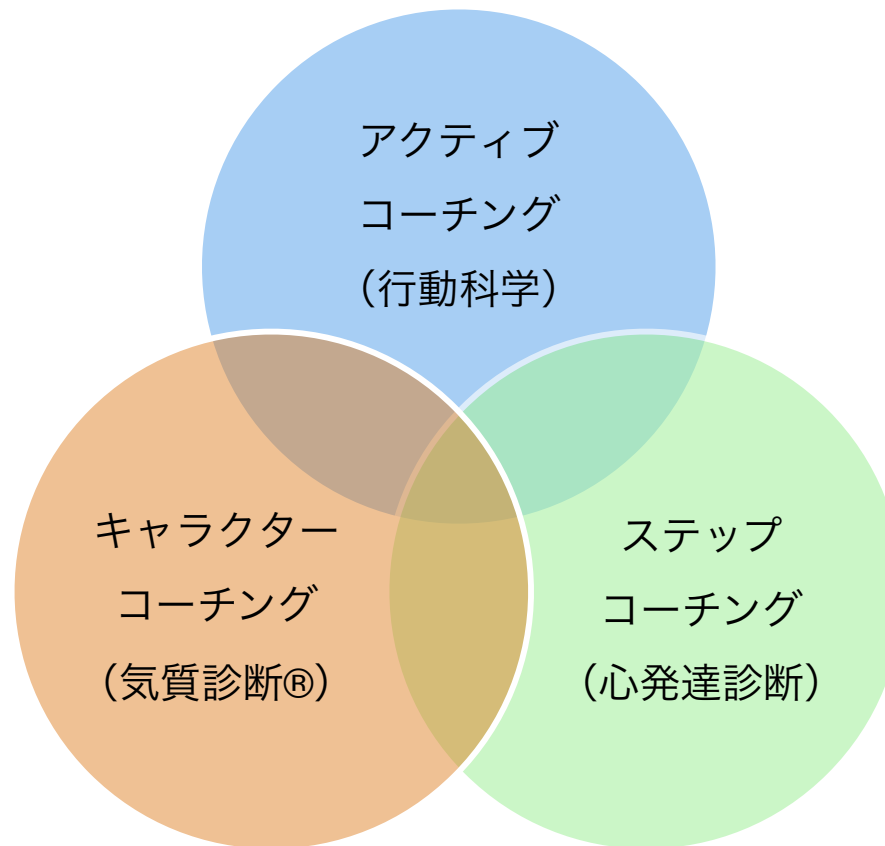 アクティブ
コーチング
（行動科学）
キャラクター
コーチング
（気質診断®）
ステップ
コーチング
（心発達診断）